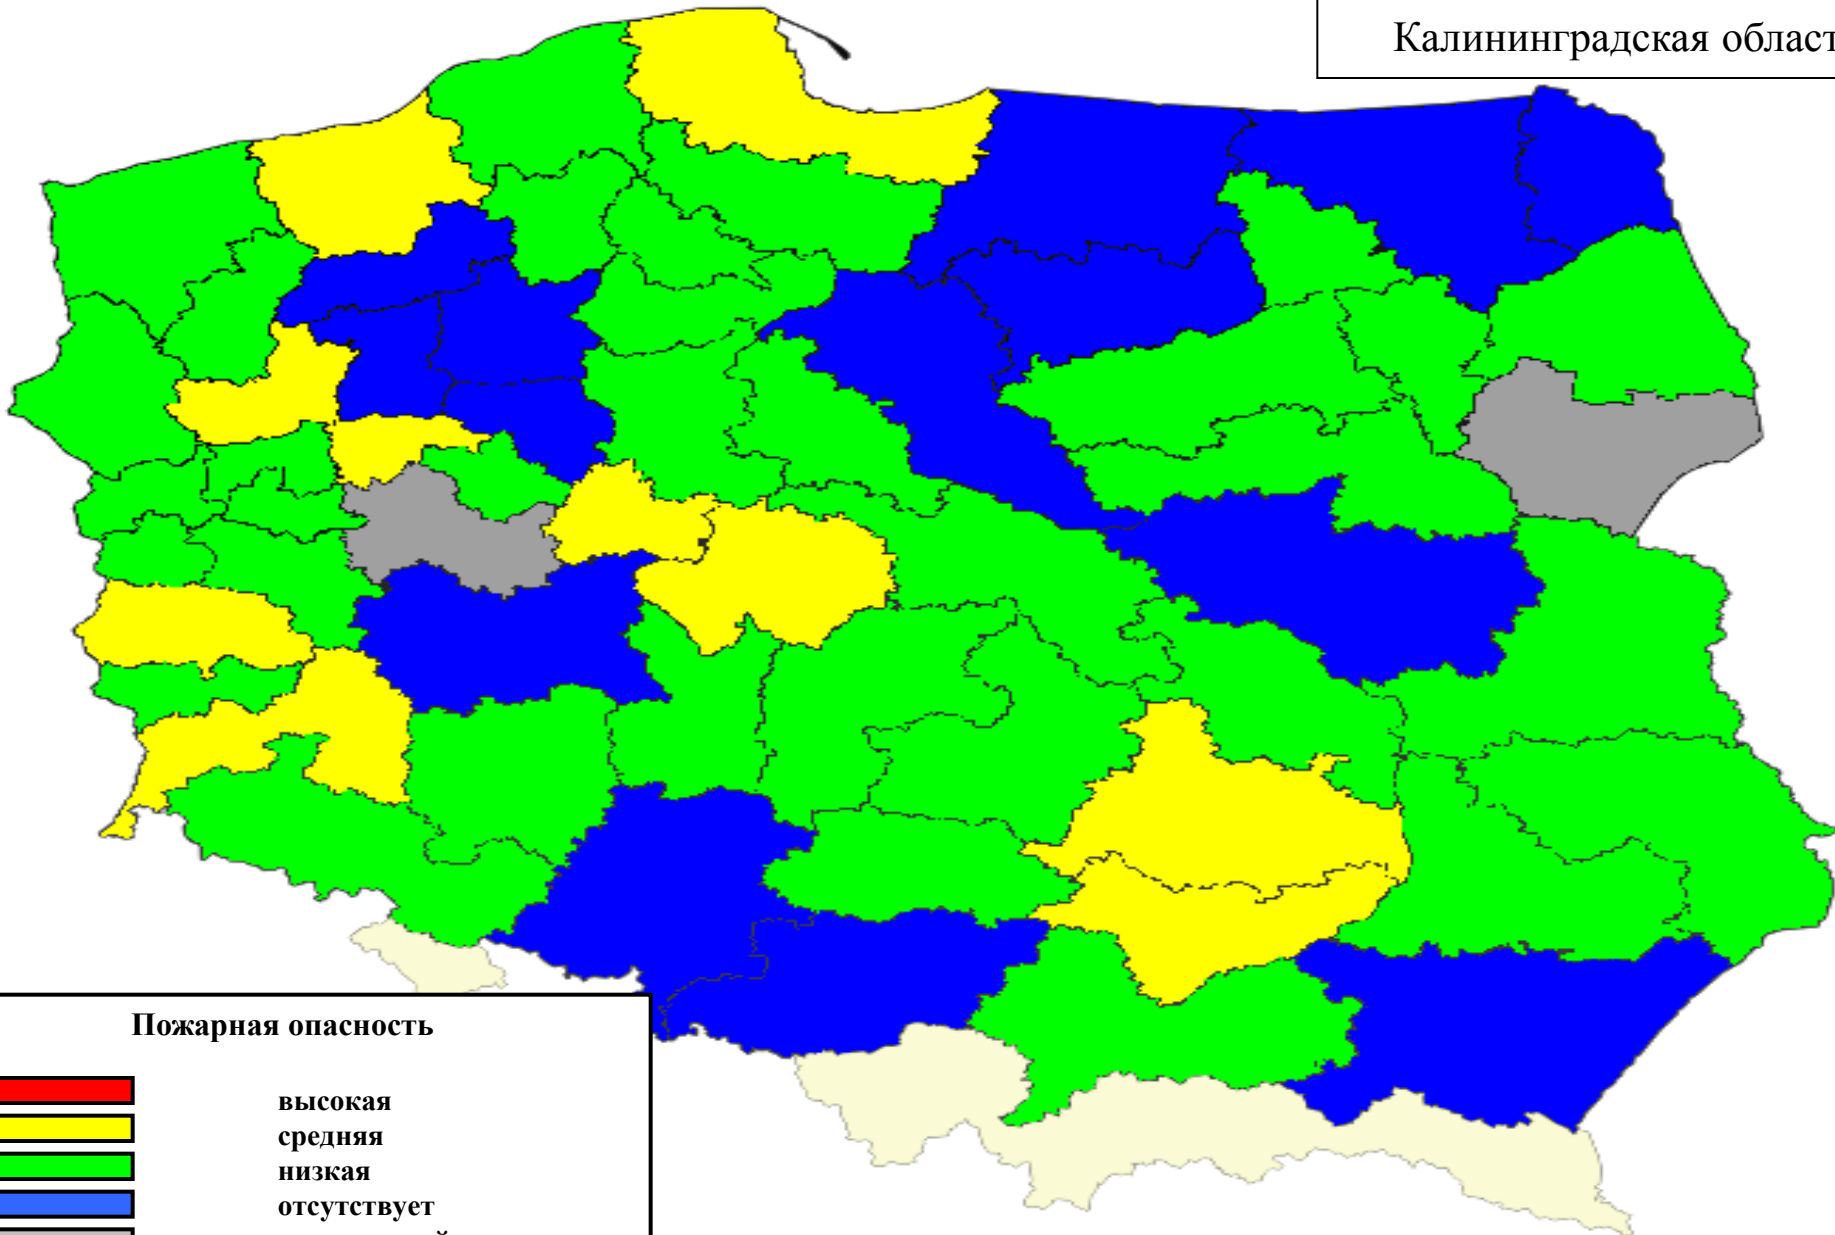 Калининградская област
Пожарная опасность
высокая
средняя
низкая
отсутствует